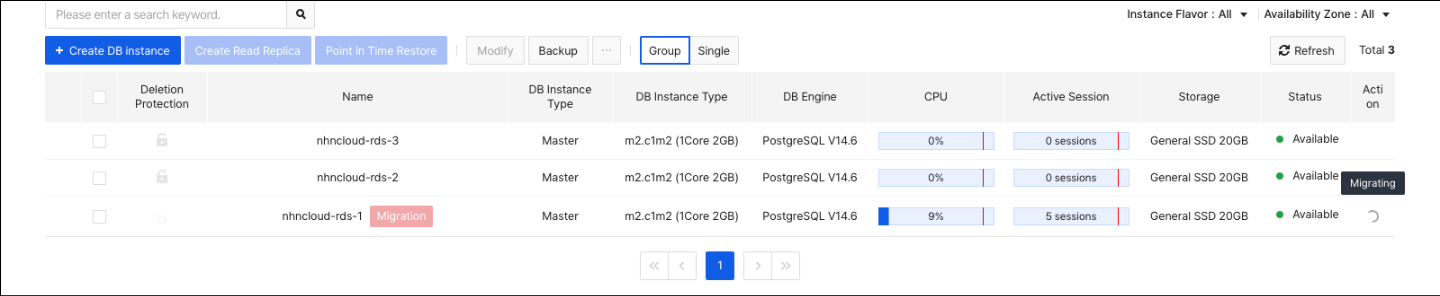 Please enter a search keyword.
Instance Flavor : All
Availability Zone : All
+ Create DB instance
Create Read Replica
Point In Time Restore
Modify
Backup
...
Group
Single
Refresh
Total 3
Deletion Protection
Name
DB Instance Type
DB Instance Type
DB Engine
CPU
Active Session
Storage
Status
Action
nhncloud-rds-3
Master
m2.c1m2 (1Core 2GB)
PostgreSQL V14.6
0%
0 sessions
General SSD 20GB
Available
nhncloud-rds-2
Master
m2.c1m2 (1Core 2GB)
PostgreSQL V14.6
0%
0 sessions
General SSD 20GB
Available
Migrating
nhncloud-rds-1
Migration
Master
m2.c1m2 (1Core 2GB)
PostgreSQL V14.6
9%
5 sessions
General SSD 20GB
Available
1